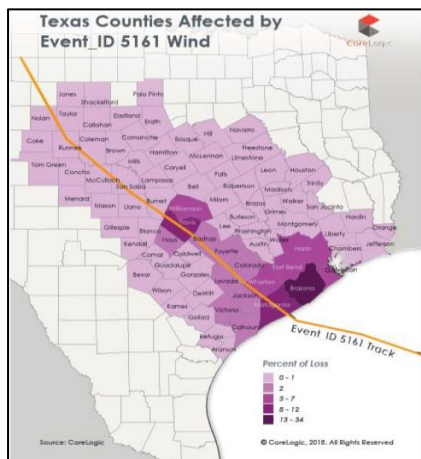 Texas Counties Affected by
Event_ID 5161 Wind
CoreLogic
Jones
Shackelford
Palo Pinto
Nolan
Taylor
Callahan
Eastland
Erath
Coke
Runnels
Coleman
Brown
Comanche
Bosque
Hill
Navarro
Hamilton
McLennan
Limestone
Freestone
Tom Green
Concho
McCulloch
Mills
Coryell
Falls
Leon
Houston
San Saba
Lampasas
Bell
Robertson
Madison
Trinity
Menard
Mason
Llano
Burnet
Williamson
Milam
Brazos
Walker
San Jacinto
Burleson
Grimes
Hardin
Gillespie
Blanco
Travis
Lee
Washington
Montgomery
Liberty
Orange
Kendall
Hays
Bastrop
Austin
Waller
Harris
Chambers
Jefferson
Comal
Caldwell
Fayette
Galveston
Bexar
Guadalupe
Gonzales
Colorado
Fort Bend
Lavaca
Wharton
Brazoria
Wilson
DeWitt
Jackson
Matagorda
Karnes
Victoria
Goliad
Calhoun
Refugio
Aransas
Event_ID 5161 Track
Percent of Loss
0 - 1
2
3 - 7
8 - 12
13 - 34
Source: CoreLogic
© CoreLogic, 2018. All Rights Reserved